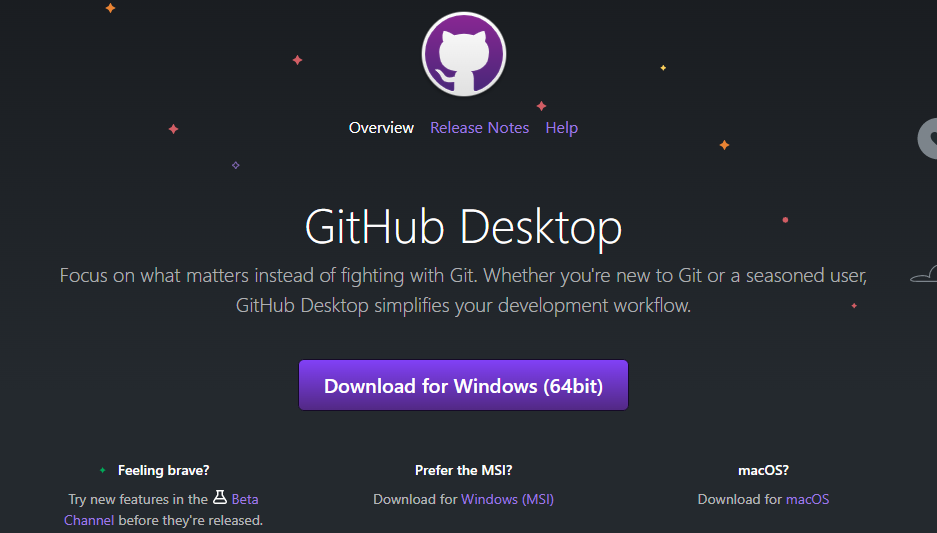 Overview Release Notes Help
GitHub Desktop
Focus on what matters instead of fighting with Git. Whether you're new to Git or a seasoned user,
GitHub Desktop simplifies your development workflow.
Download for Windows (64bit)
Feeling brave?
Try new features in the Beta
Channel before they're released.
Prefer the MSI?
Download for Windows (MSI)
macOS?
Download for macOS